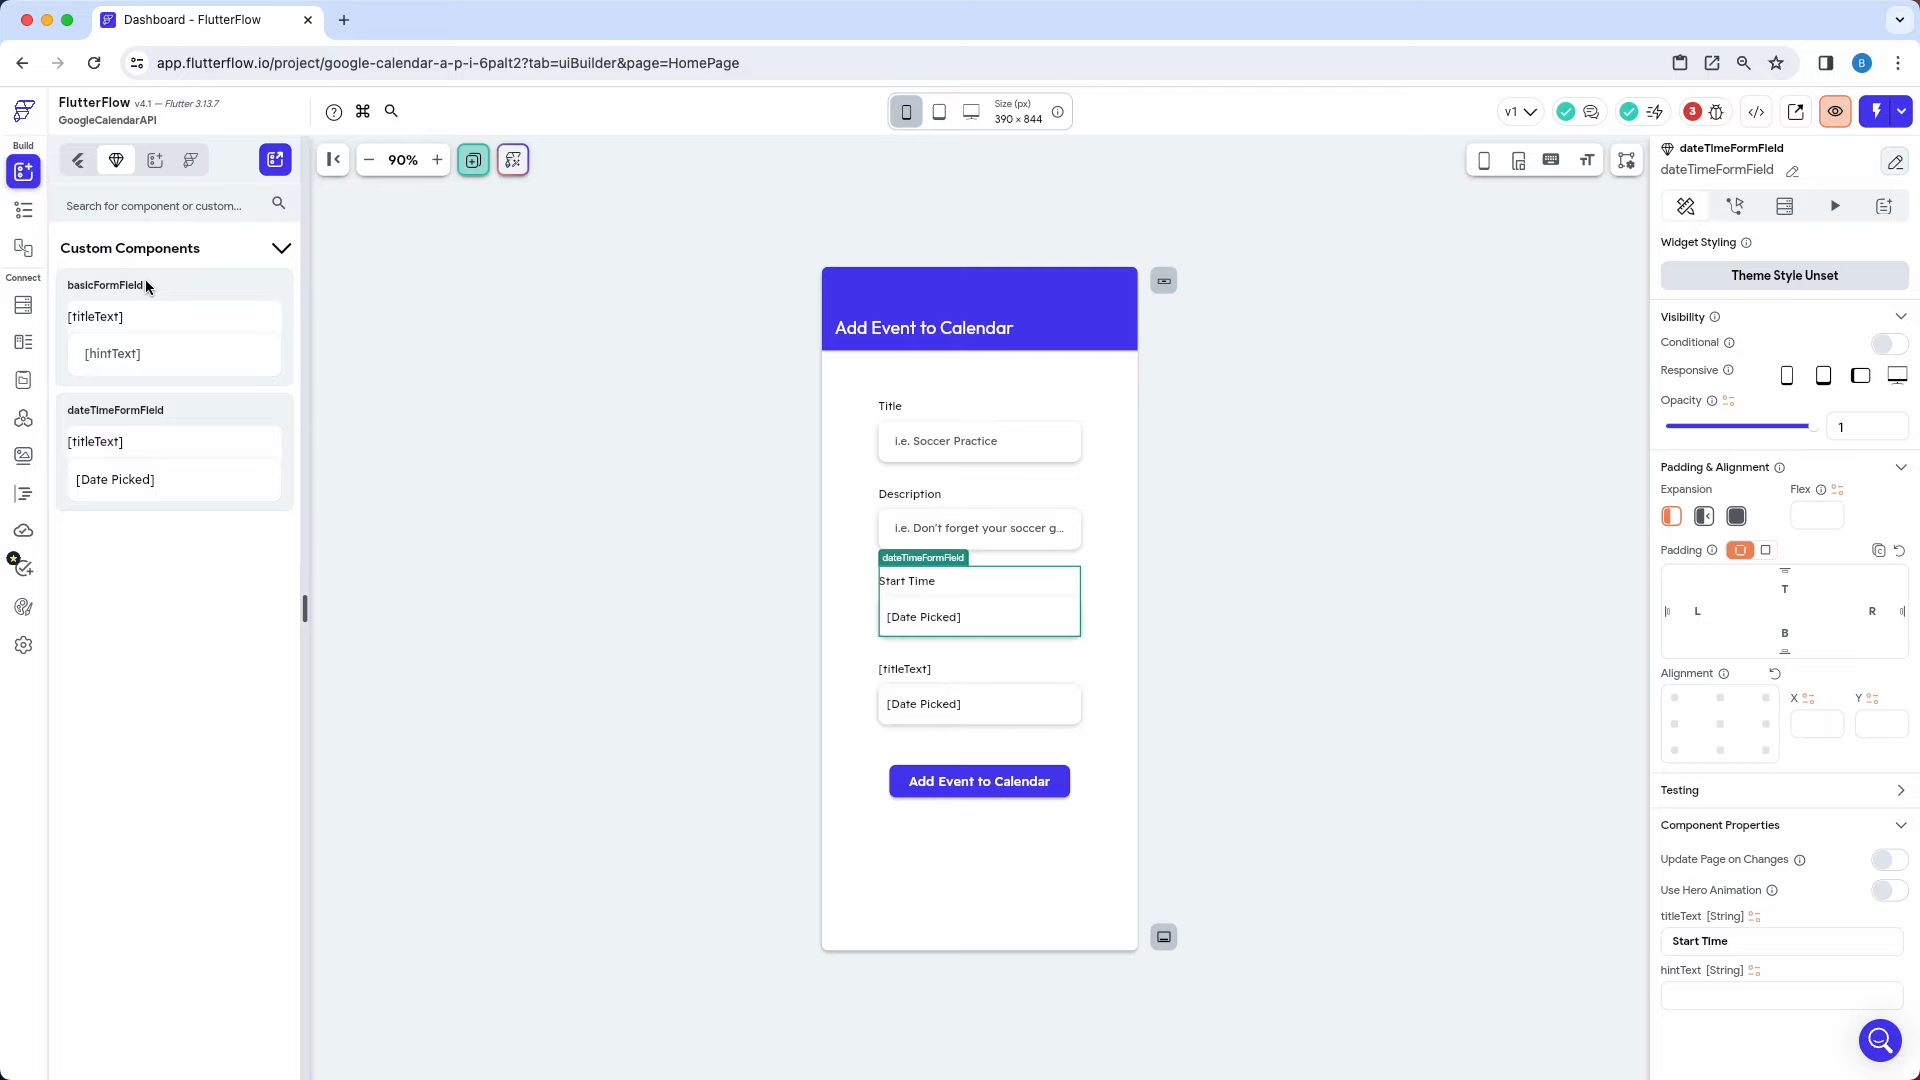 Dashboard - FlutterFlow
app.flutterflow.io/project/google-calendar-a-p-i-6palt2?tab=uiBuilder&page=HomePage
B
FlutterFlow v4.1 — Flutter 3.13.7
GoogleCalendarAPI
Size (px)
390 × 844
v1
3
Build
Connect
90%
Search for component or custom...
Custom Components
basicFormField
[titleText]
[hintText]
dateTimeFormField
[titleText]
[Date Picked]
Add Event to Calendar
Title
i.e. Soccer Practice
Description
i.e. Don't forget your soccer g...
dateTimeFormField
Start Time
[Date Picked]
[titleText]
[Date Picked]
Add Event to Calendar
dateTimeFormField
dateTimeFormField
Widget Styling
Theme Style Unset
Visibility
Conditional
Responsive
Opacity
1
Padding & Alignment
Expansion
Flex
Padding
T
L
R
B
Alignment
X
Y
Testing
Component Properties
Update Page on Changes
Use Hero Animation
titleText [String]
Start Time
hintText [String]